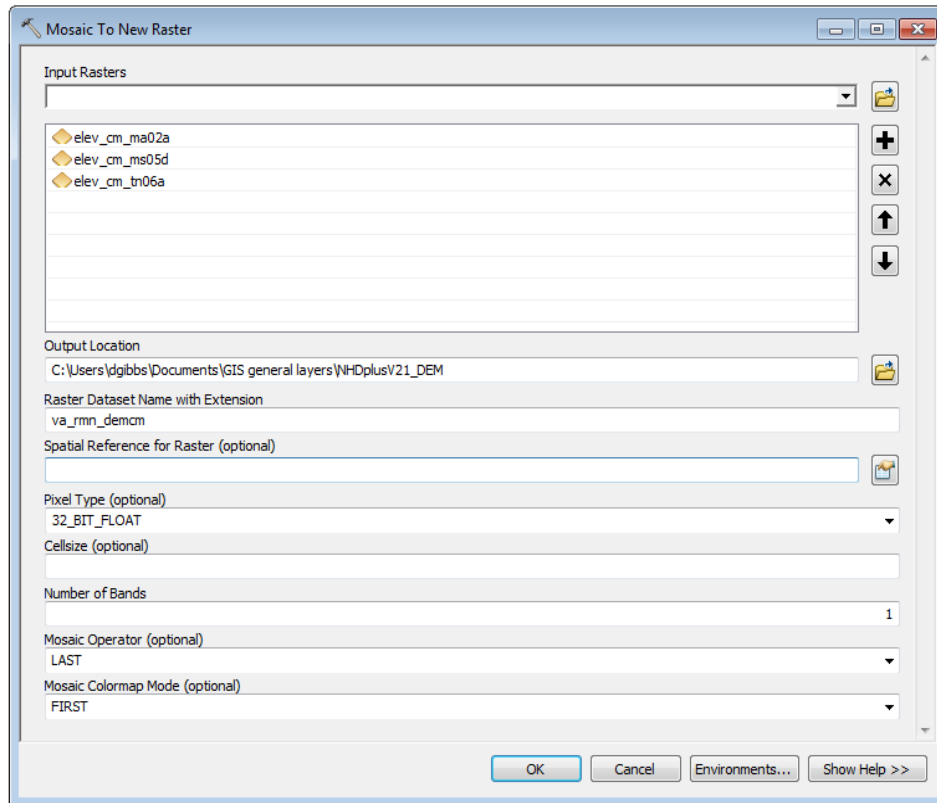 Mosaic To New Raster
Input Rasters
elev_cm_ma02a
elev_cm_ms05d
elev_cm_tn06a
Output Location
C:\Users\dgibbs\Documents\GIS general layers\NHDplusV21_DEM
Raster Dataset Name with Extension
va_rmn_demcm
Spatial Reference for Raster (optional)
Pixel Type (optional)
32_BIT_FLOAT
Cellsize (optional)
Number of Bands
1
Mosaic Operator (optional)
LAST
Mosaic Colormap Mode (optional)
FIRST
OK Cancel Environments... Show Help >>